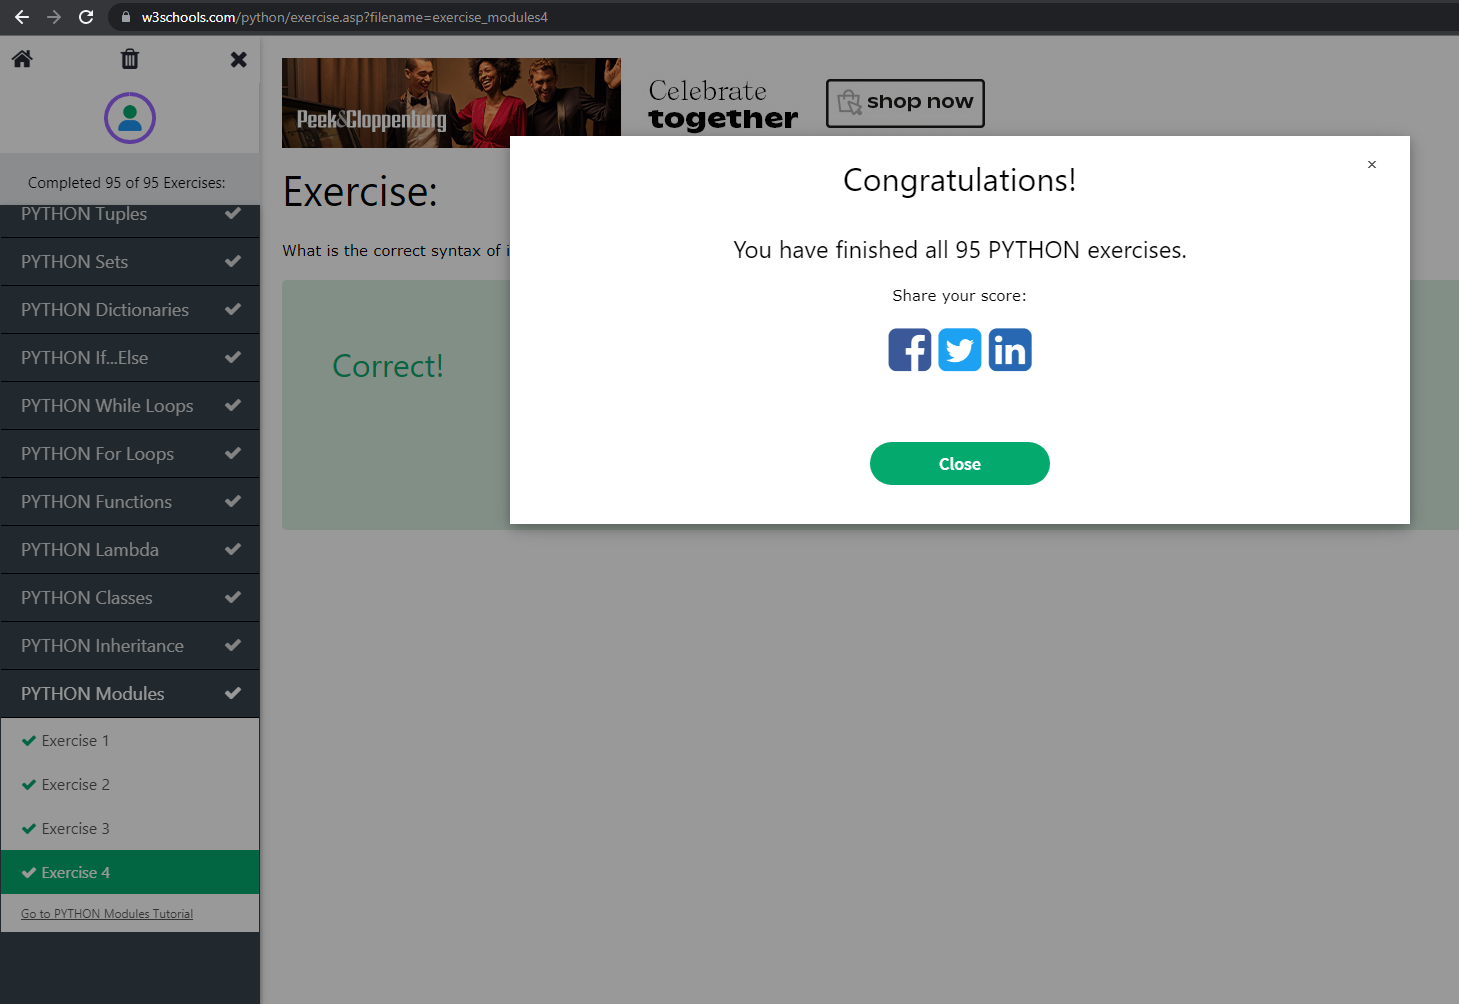 w3schools.com/python/exercise.asp?filename=exercise_modules4
Completed 95 of 95 Exercises:
PYTHON Tuples
PYTHON Sets
PYTHON Dictionaries
PYTHON If...Else
PYTHON While Loops
PYTHON For Loops
PYTHON Functions
PYTHON Lambda
PYTHON Classes
PYTHON Inheritance
PYTHON Modules
Exercise 1
Exercise 2
Exercise 3
Exercise 4
Go to PYTHON Modules Tutorial
Peek&Cloppenburg
Celebrate
together
shop now
Exercise:
What is the correct syntax of i
Correct!
×
Congratulations!
You have finished all 95 PYTHON exercises.
Share your score:
f
in
Close